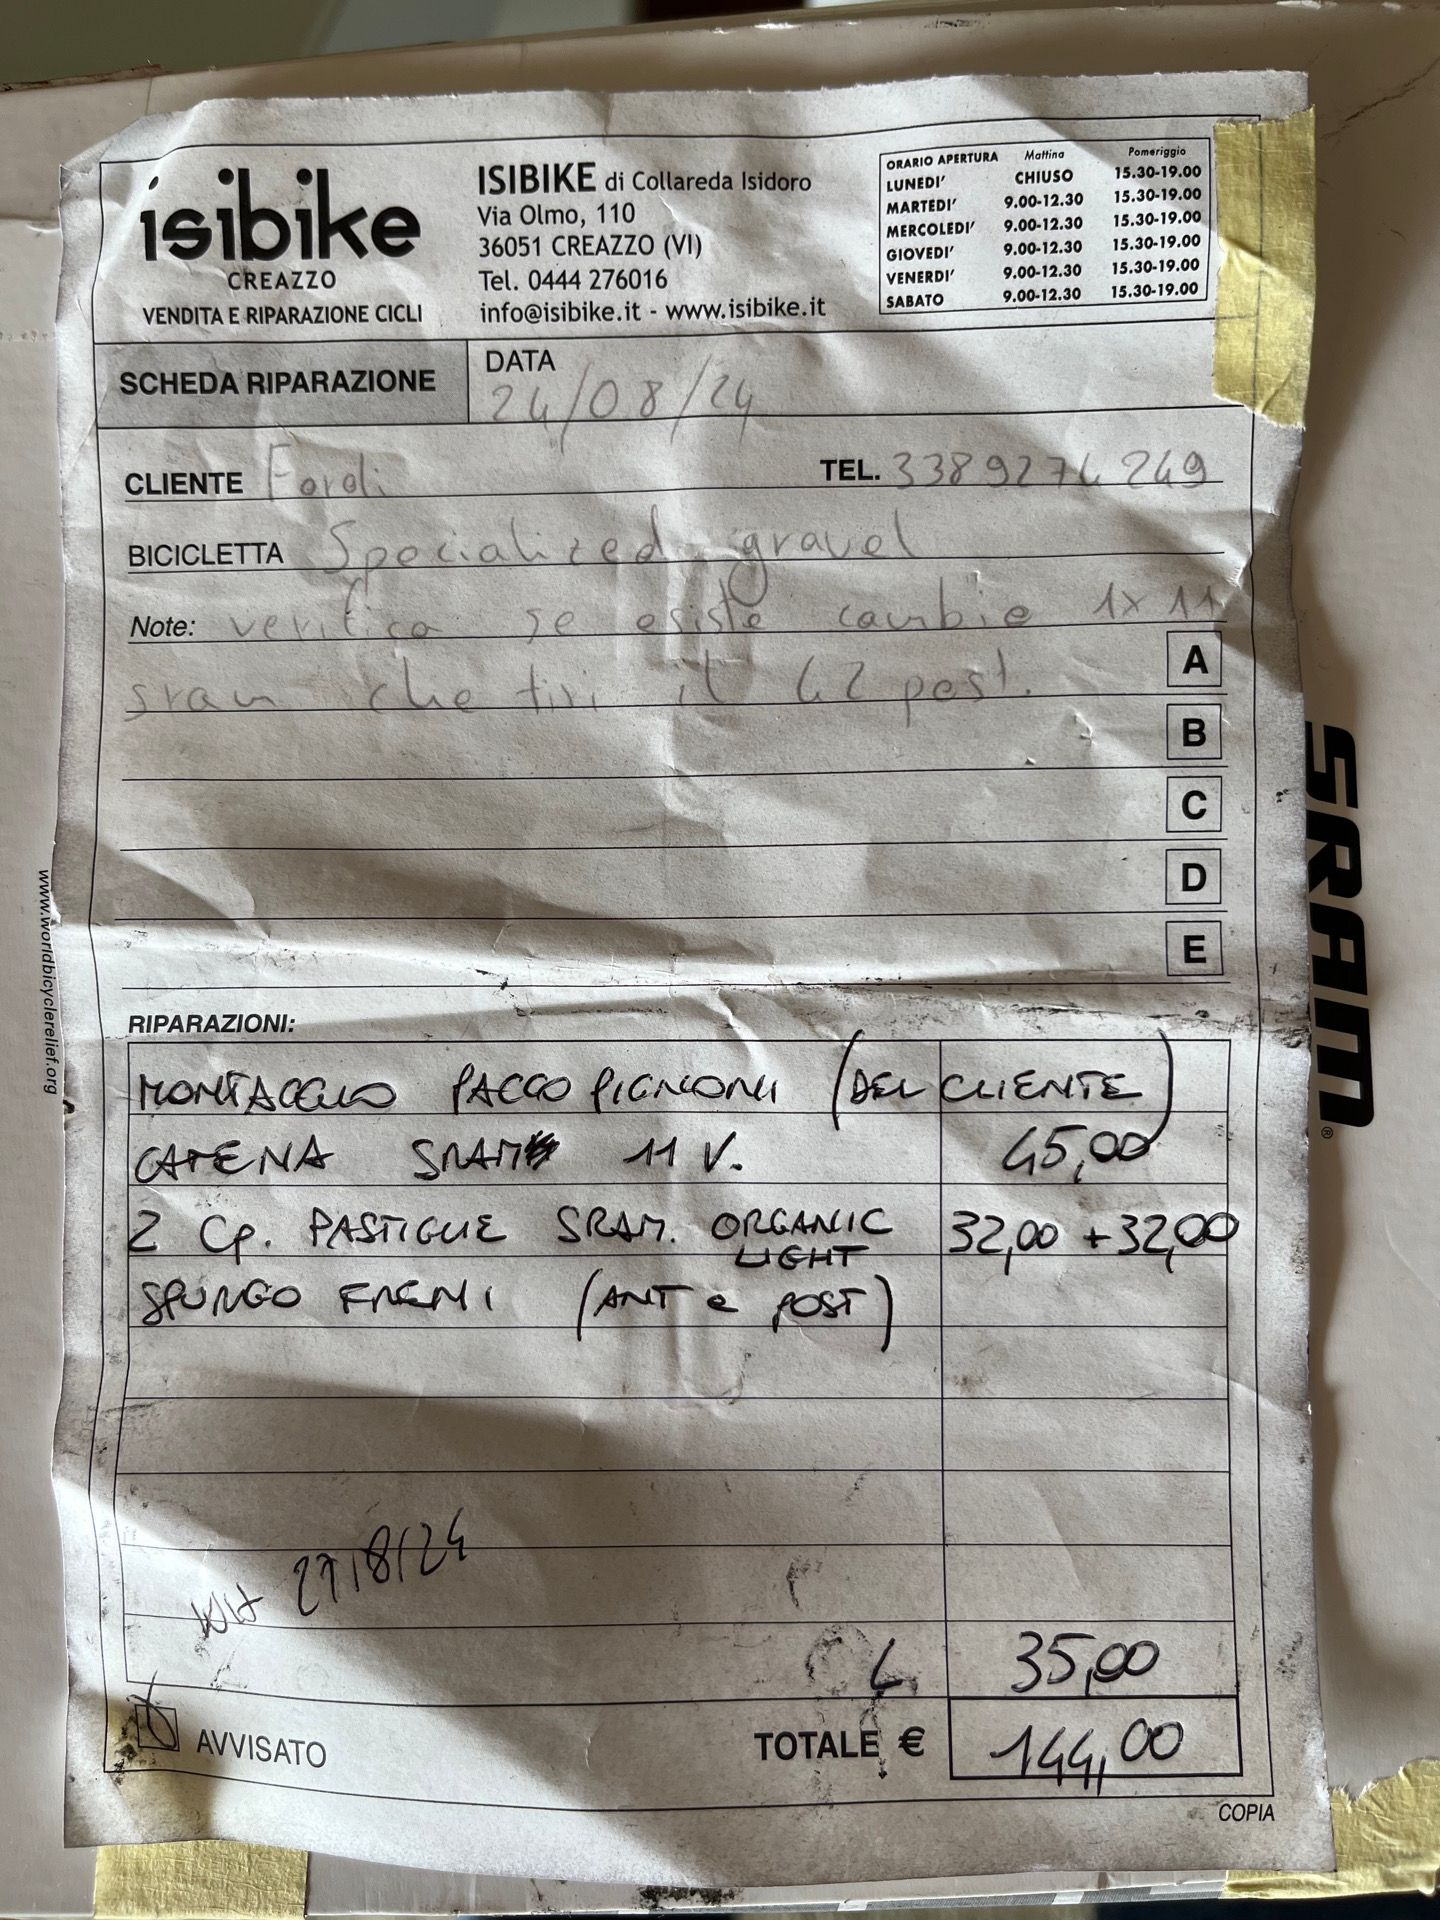 isibike
CREAZZO
VENDITA E RIPARAZIONE CICLI
ISIBIKE di Collareda Isidoro
Via Olmo, 110
36051 CREAZZO (VI)
Tel. 0444 276016
info@isibike.it - www.isibike.it
ORARIO APERTURA Mattina Pomeriggio
LUNEDI' CHIUSO 15.30-19.00
MARTEDI' 9.00-12.30 15.30-19.00
MERCOLEDI' 9.00-12.30 15.30-19.00
GIOVEDI' 9.00-12.30 15.30-19.00
VENERDI' 9.00-12.30 15.30-19.00
SABATO 9.00-12.30 15.30-19.00
SCHEDA RIPARAZIONE
DATA
24/08/24
CLIENTE TEL. 3389274249
BICICLETTA Specialized gravel
Note: verifica se esiste cambio 1x11
A
sram che tiri il 42 post.
B
C
D
E
RIPARAZIONI:
MONTAGGIO PACCO PIGNONI (DEL CLIENTE)
CATENA SRAM 11 V. 45,00
2 Cp. PASTIGLIE SRAM. ORGANIC 32,00 + 32,00
LIGHT
SPURGO FRENI (ANT e POST)
27/8/24
L 35,00
AVVISATO
TOTALE € 144,00
COPIA
www.worldbicyclerelief.org
SRAM®